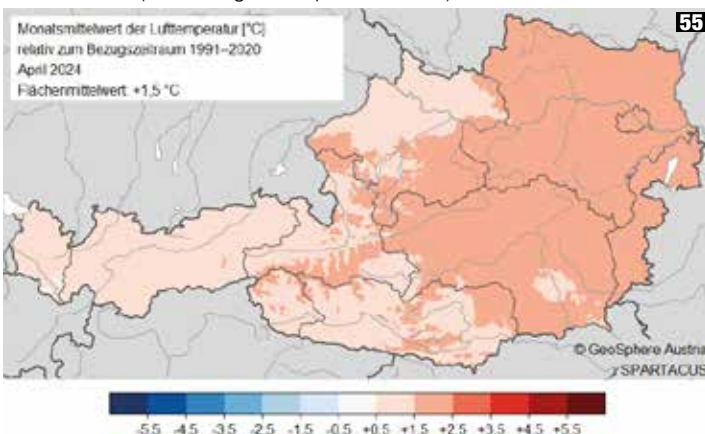 55
Monatsmittelwert der Lufttemperatur [°C]
relativ zum Bezugszeitraum 1991–2020
April 2024
Flächenmittelwert: +1,5 °C
© GeoSphere Austria
SPARTACUS
-5.5 -4.5 -3.5 -2.5 -1.5 -0.5 +0.5 +1.5 +2.5 +3.5 +4.5 +5.5